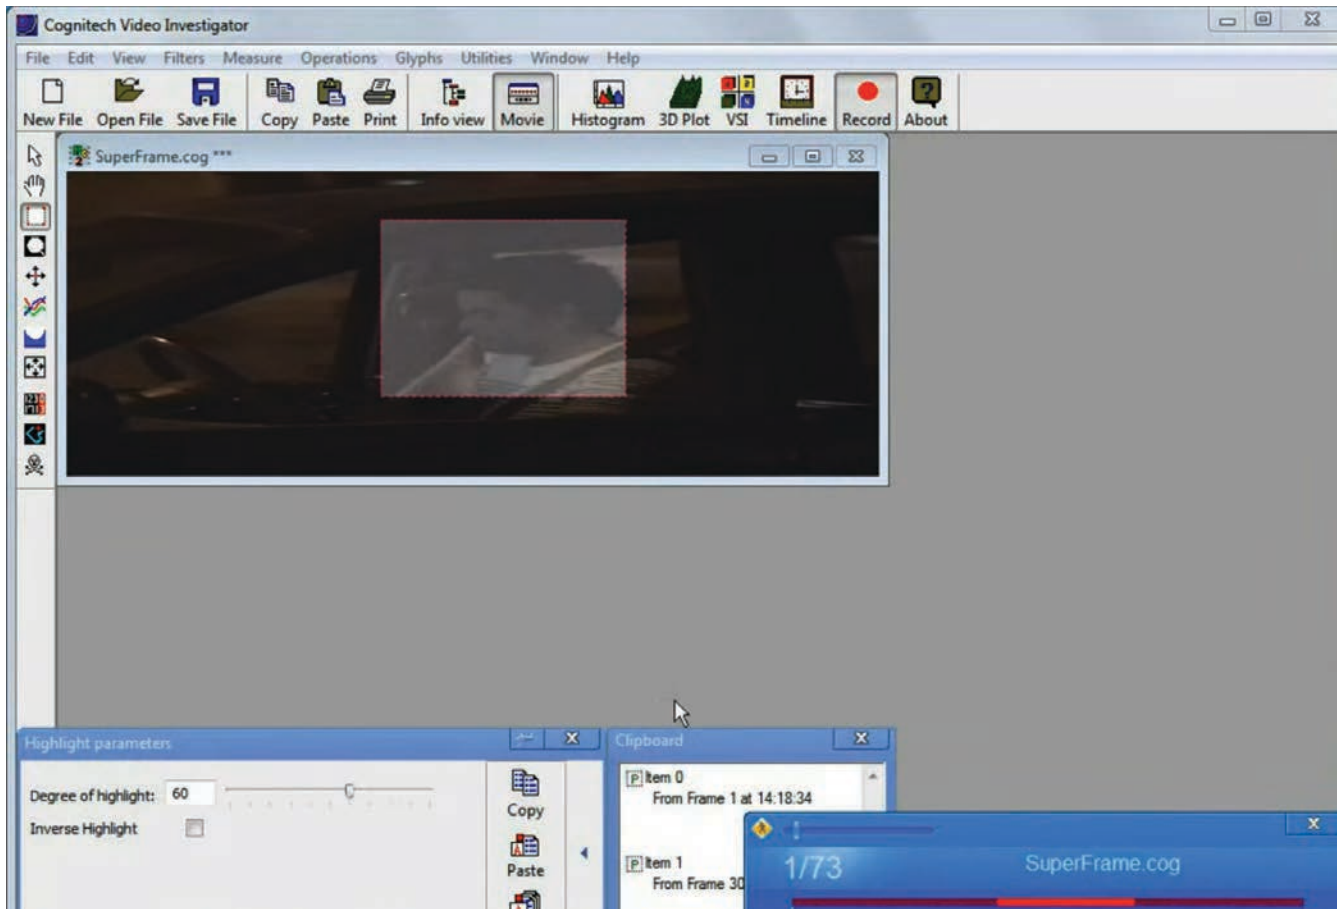 Cognitech Video Investigator
File Edit View Filters Measure Operations Glyphs Utilities Window Help
New File Open File Save File Copy Paste Print Info view Movie Histogram 3D Plot VSI Timeline Record About
SuperFrame.cog ***
Highlight parameters
Degree of highlight: 60
Inverse Highlight
Copy
Paste
Clipboard
P Item 0
From Frame 1 at 14:18:34
P Item 1
From Frame 30
1/73 SuperFrame.cog